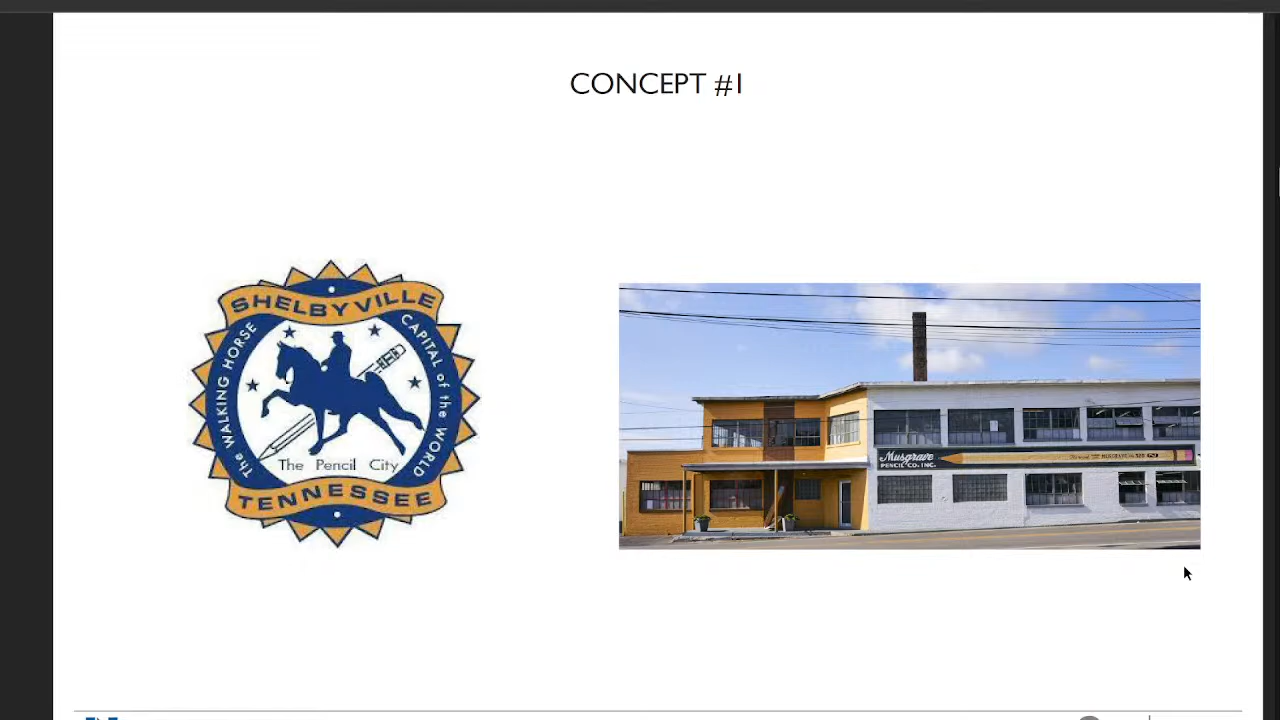 CONCEPT #1
SHELBYVILLE
The WALKING HORSE
CAPITAL of the WORLD
The Pencil City
TENNESSEE
Musgrave
PENCIL CO. INC.